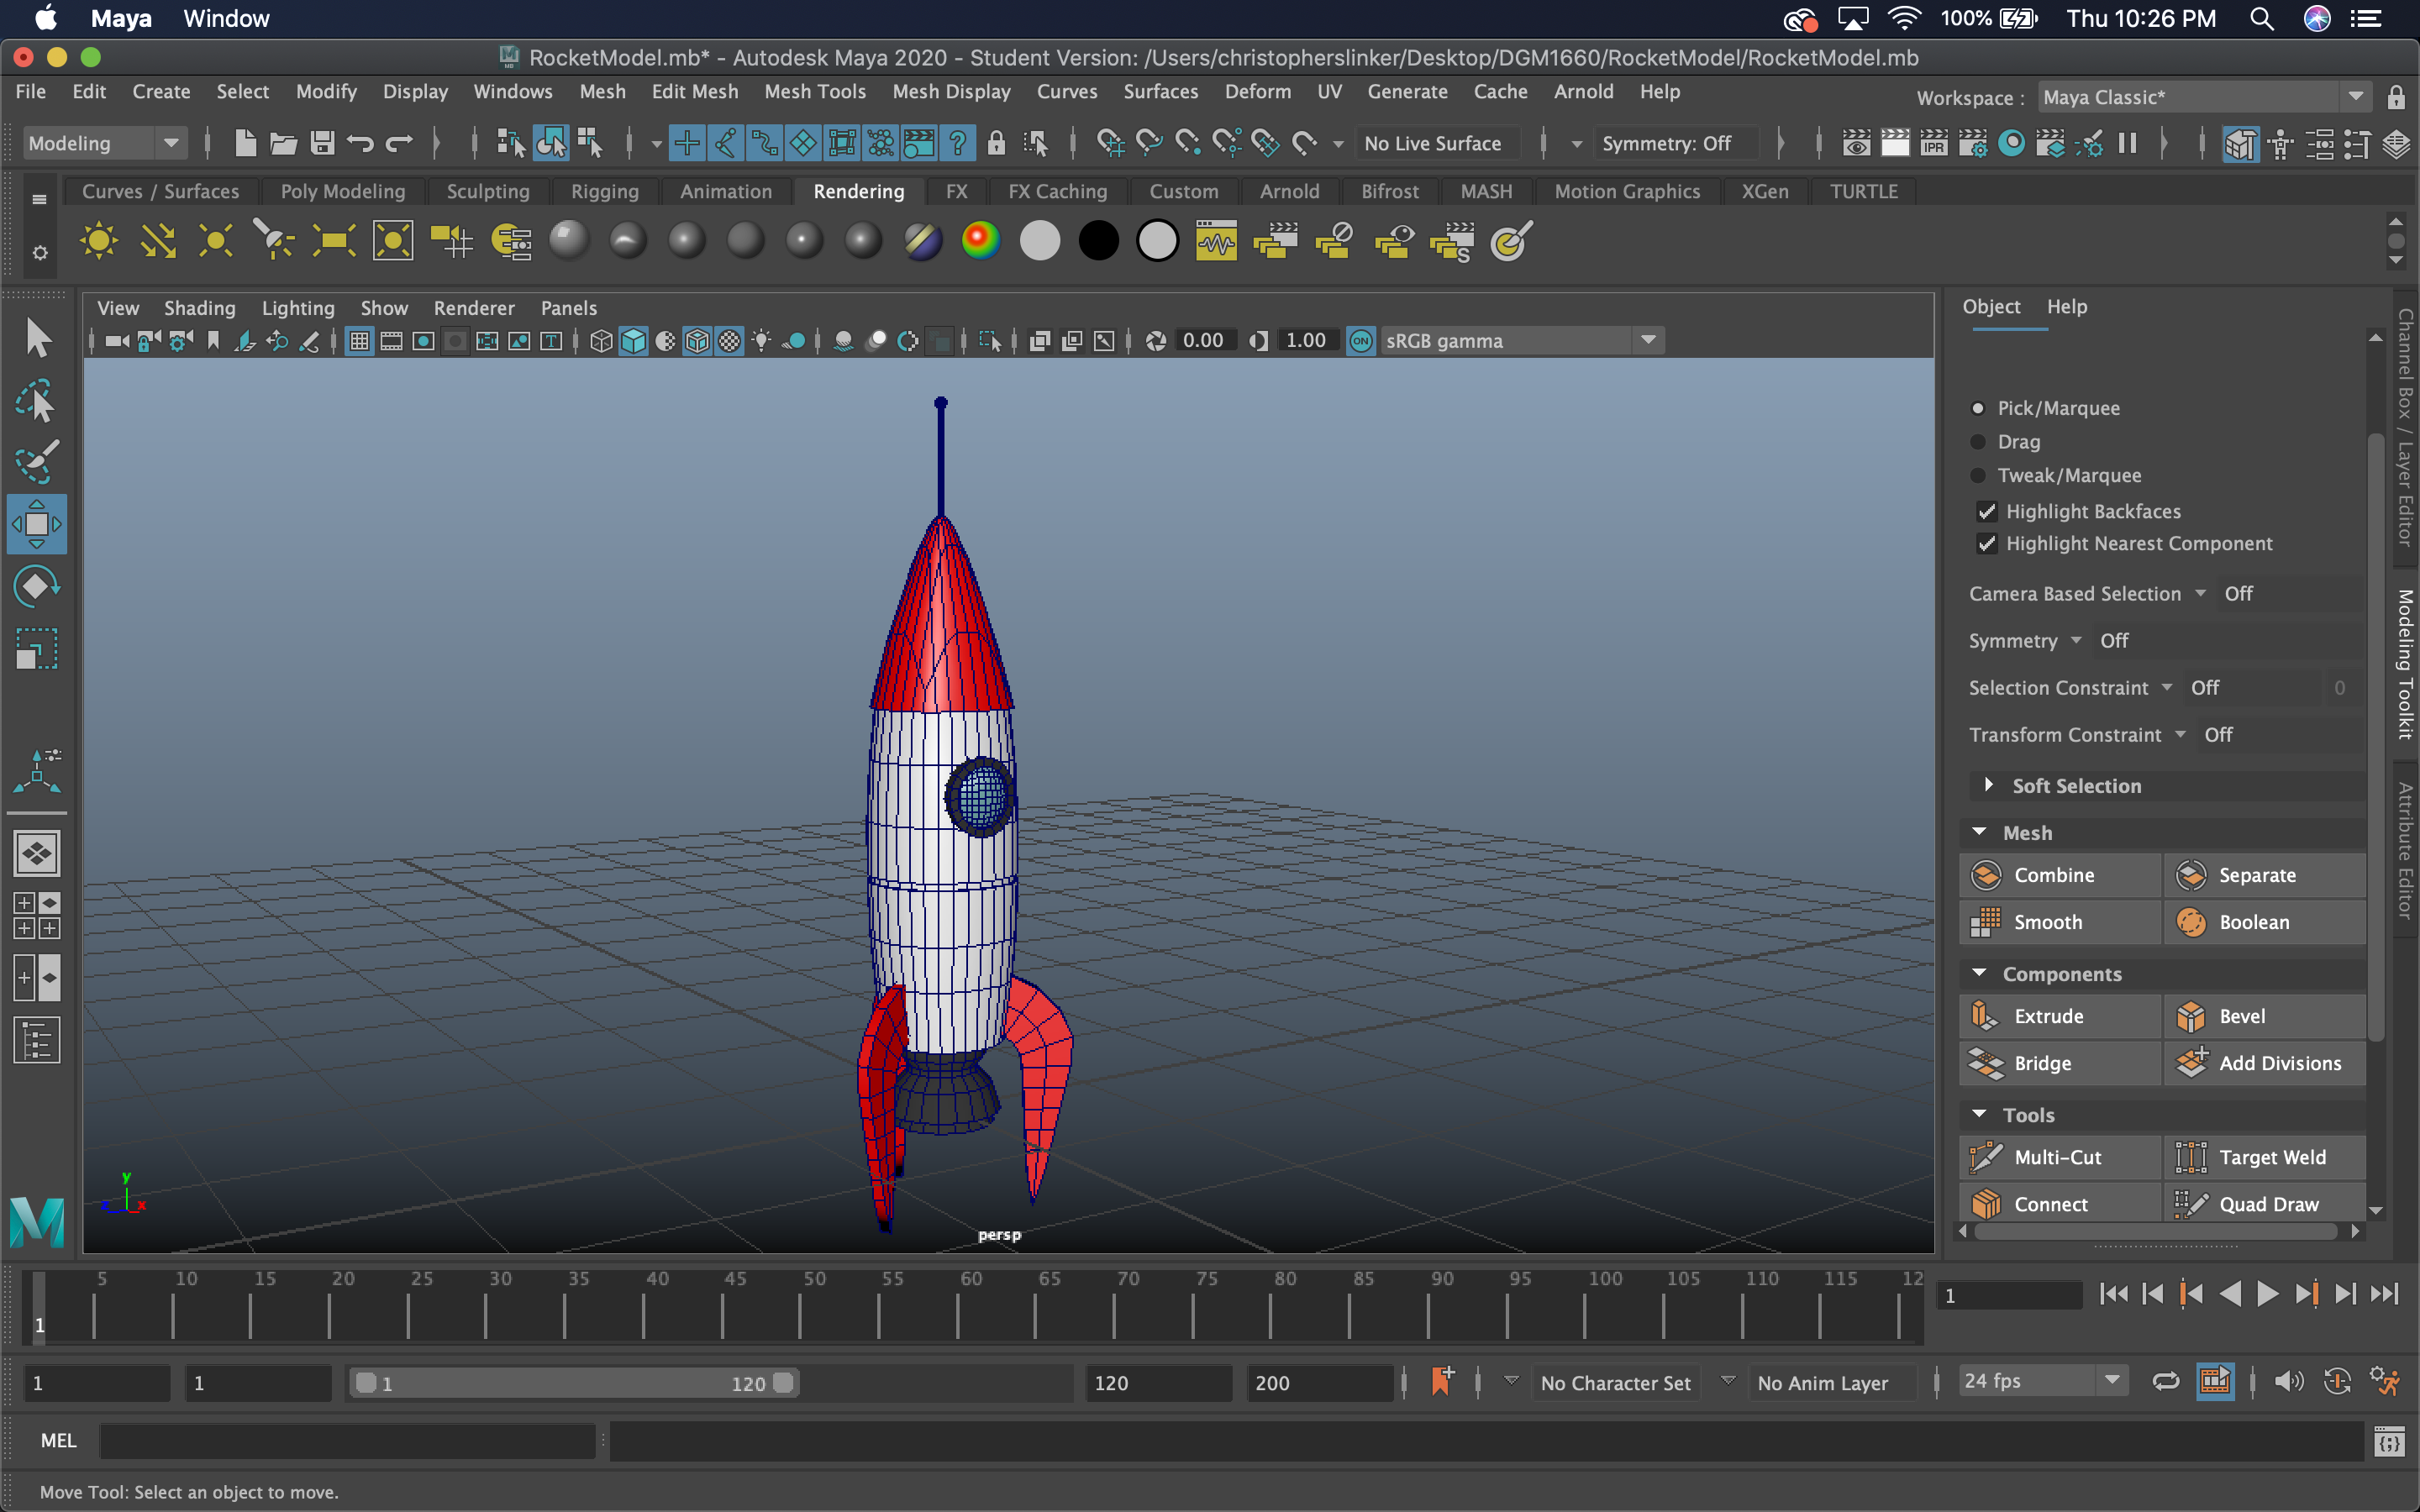 Maya Window 100% Thu 10:26 PM
RocketModel.mb* - Autodesk Maya 2020 - Student Version: /Users/christopherslinker/Desktop/DGM1660/RocketModel/RocketModel.mb
File Edit Create Select Modify Display Windows Mesh Edit Mesh Mesh Tools Mesh Display Curves Surfaces Deform UV Generate Cache Arnold Help Workspace : Maya Classic*
Modeling No Live Surface Symmetry: Off IPR
Curves / Surfaces Poly Modeling Sculpting Rigging Animation Rendering FX FX Caching Custom Arnold Bifrost MASH Motion Graphics XGen TURTLE
View Shading Lighting Show Renderer Panels
0.00 1.00 ON sRGB gamma
Object Help
Pick/Marquee
Drag
Tweak/Marquee
Highlight Backfaces
Highlight Nearest Component
Camera Based Selection Off
Symmetry Off
Selection Constraint Off 0
Transform Constraint Off
Soft Selection
Mesh
Combine Separate
Smooth Boolean
Components
Extrude Bevel
Bridge Add Divisions
Tools
Multi-Cut Target Weld
Connect Quad Draw
Channel Box / Layer Editor
Modeling Toolkit
Attribute Editor
y
z x
persp
5 10 15 20 25 30 35 40 45 50 55 60 65 70 75 80 85 90 95 100 105 110 115 12
1
1
1 1 1 120 120 200 No Character Set No Anim Layer 24 fps
MEL
Move Tool: Select an object to move.